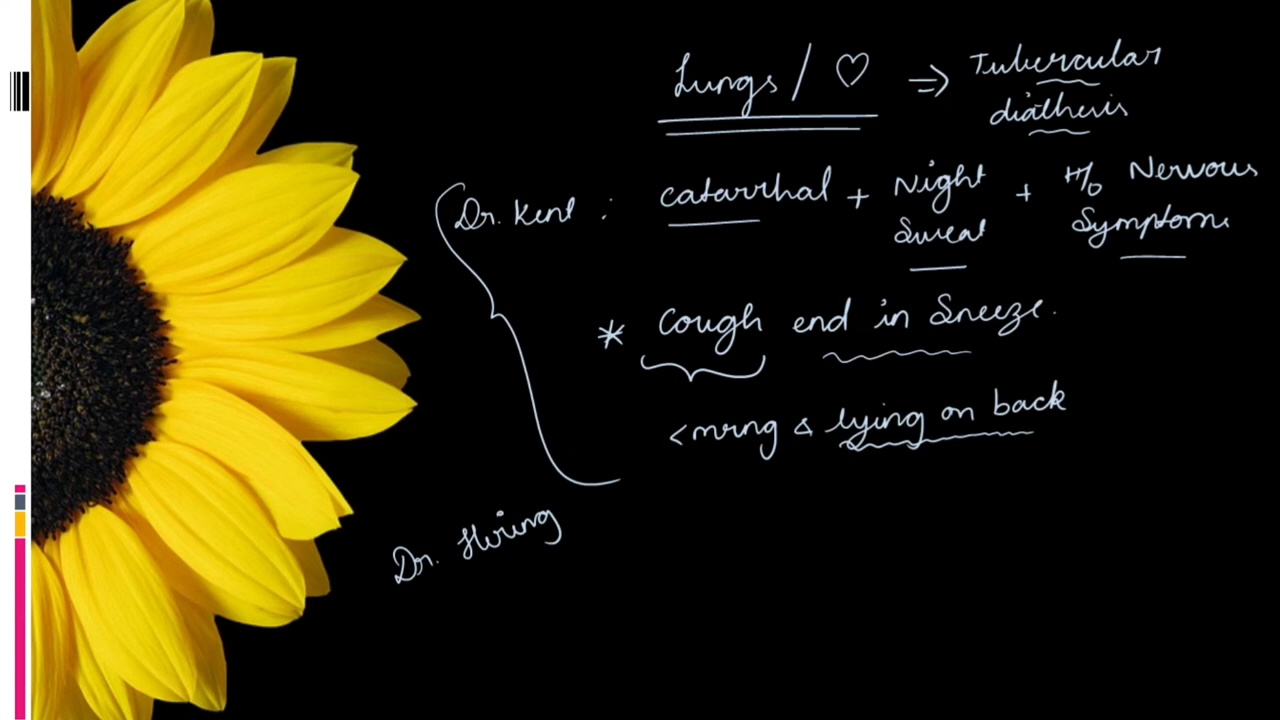 Lungs / ♡ ⇒ Tubercular diathesis
Dr. Kent : catarrhal + Night Sweat + H/o Nervous Symptoms
* Cough end in Sneeze.
< mrng & lying on back
Dr. Hering